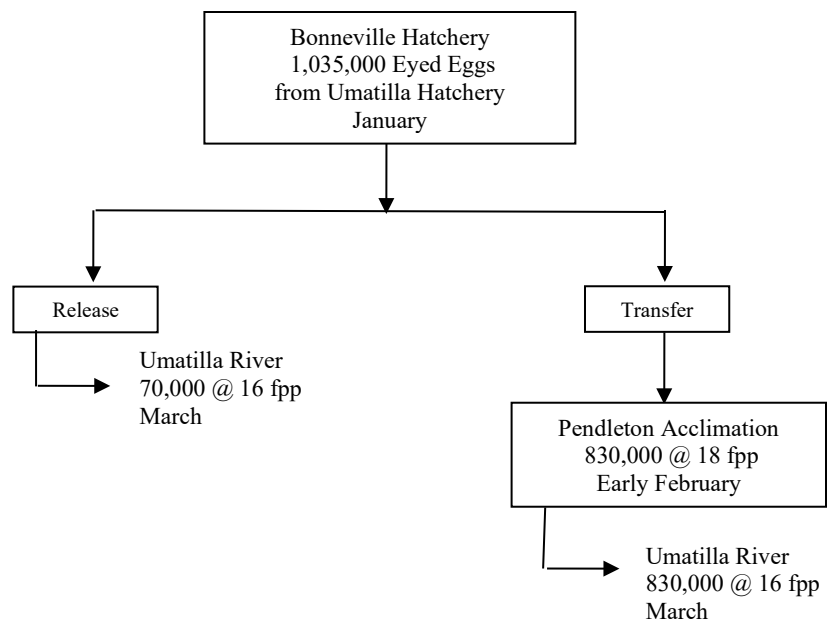 Bonneville Hatchery
1,035,000 Eyed Eggs
from Umatilla Hatchery
January
Release
Umatilla River
70,000 @ 16 fpp
March
Transfer
Pendleton Acclimation
830,000 @ 18 fpp
Early February
Umatilla River
830,000 @ 16 fpp
March